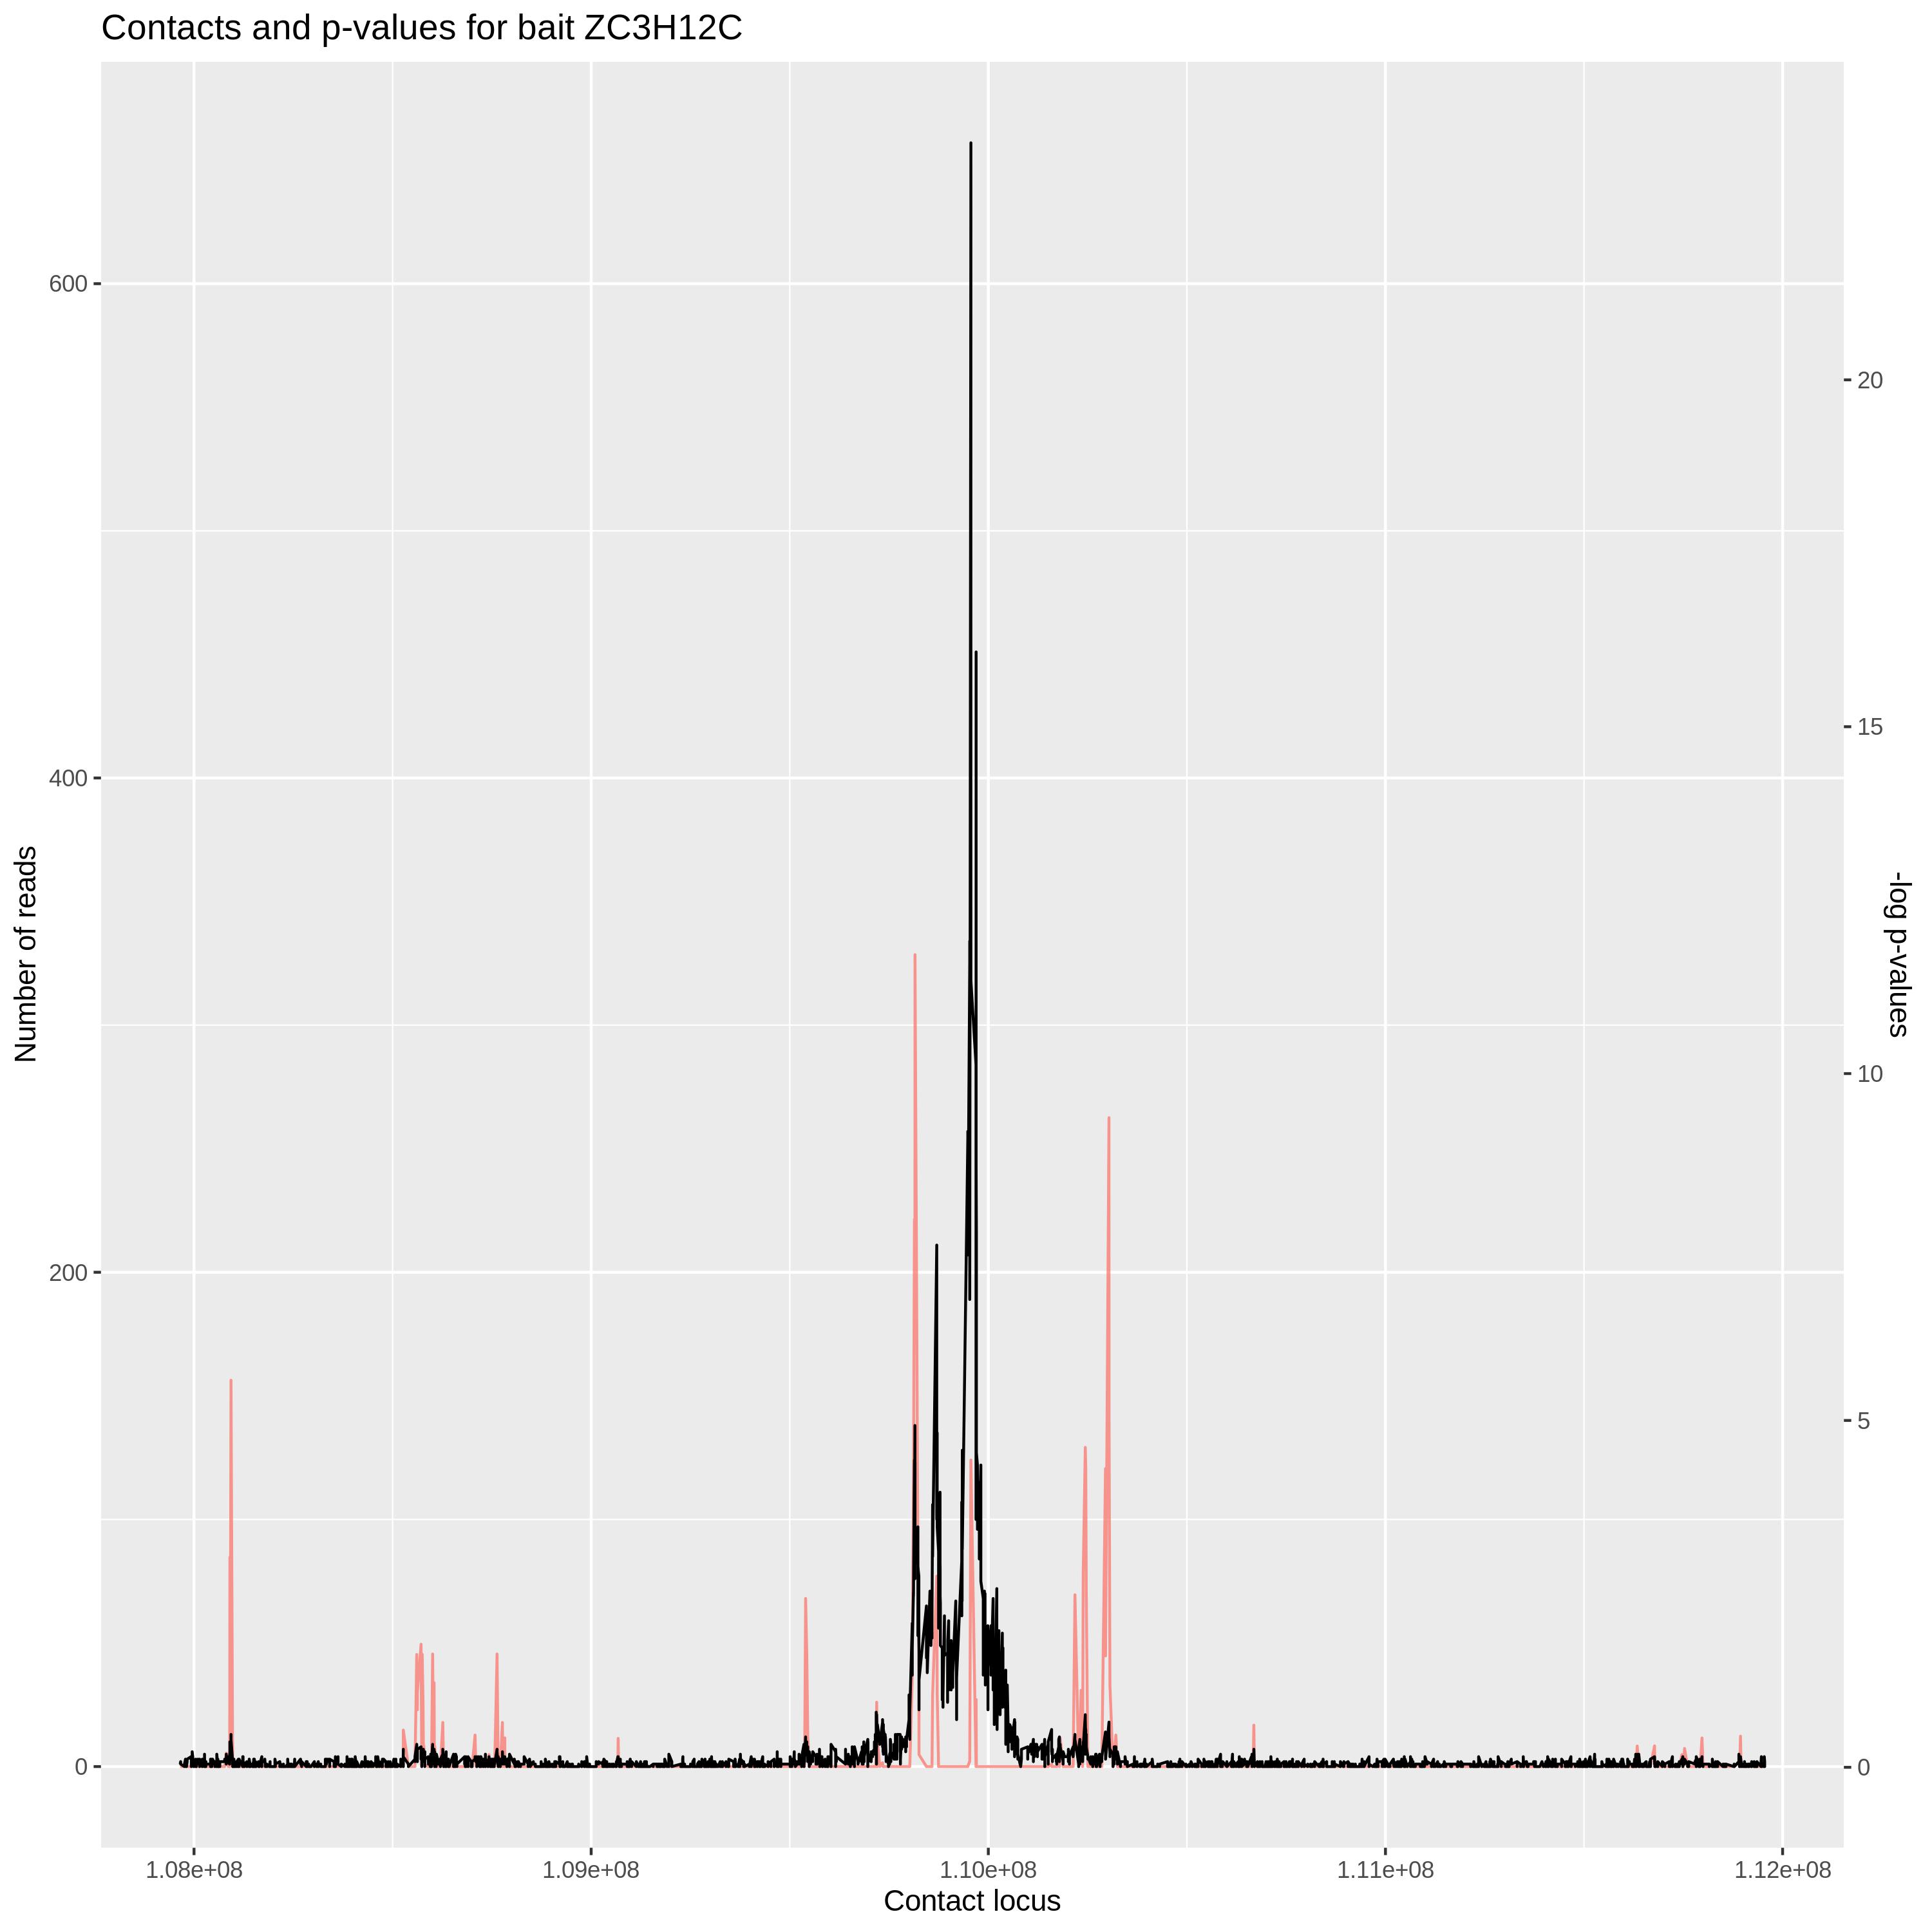 Contacts and p-values for bait ZC3H12C
600
400
200
0
Number of reads
20
15
10
5
0
-log p-values
1.08e+08
1.09e+08
1.10e+08
1.11e+08
1.12e+08
Contact locus